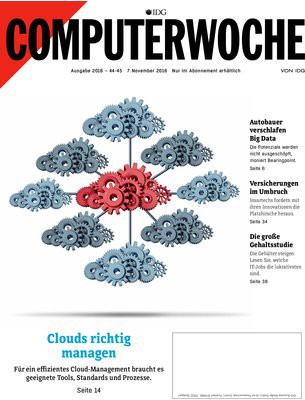 IDG
COMPUTERWOCHE
Ausgabe 2016 – 44-45 7. November 2016 Nur im Abonnement erhältlich
VON IDG
Autobauer
verschlafen
Big Data
Die Potenziale werden
nicht ausgeschöpft,
moniert Bearingpoint.
Seite 6
Versicherungen
im Umbruch
Insurtechs fordern mit
ihren Innovationen die
Platzhirsche heraus.
Seite 34
Die große
Gehaltsstudie
Die Gehälter steigen.
Lesen Sie, welche
IT-Jobs die lukrativsten
sind.
Seite 38
Clouds richtig
managen
Für ein effizientes Cloud-Management braucht es
geeignete Tools, Standards und Prozesse.
Seite 14